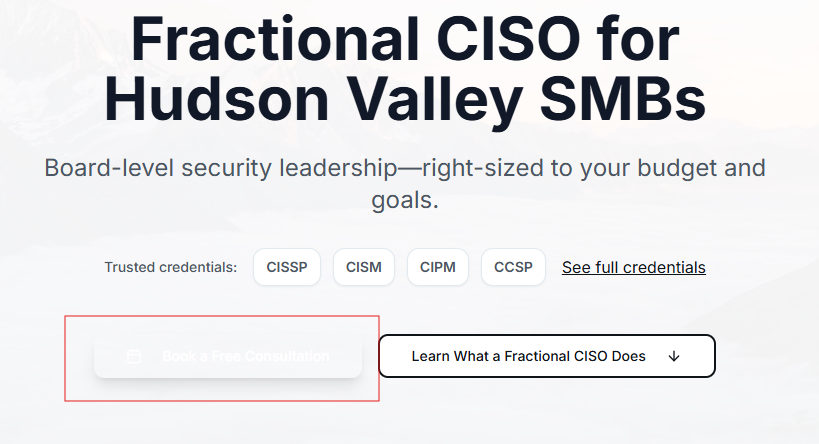 Fractional CISO for
Hudson Valley SMBs
Board-level security leadership—right-sized to your budget and
goals.
Trusted credentials: CISSP CISM CIPM CCSP See full credentials
Book a Free Consultation Learn What a Fractional CISO Does ↓